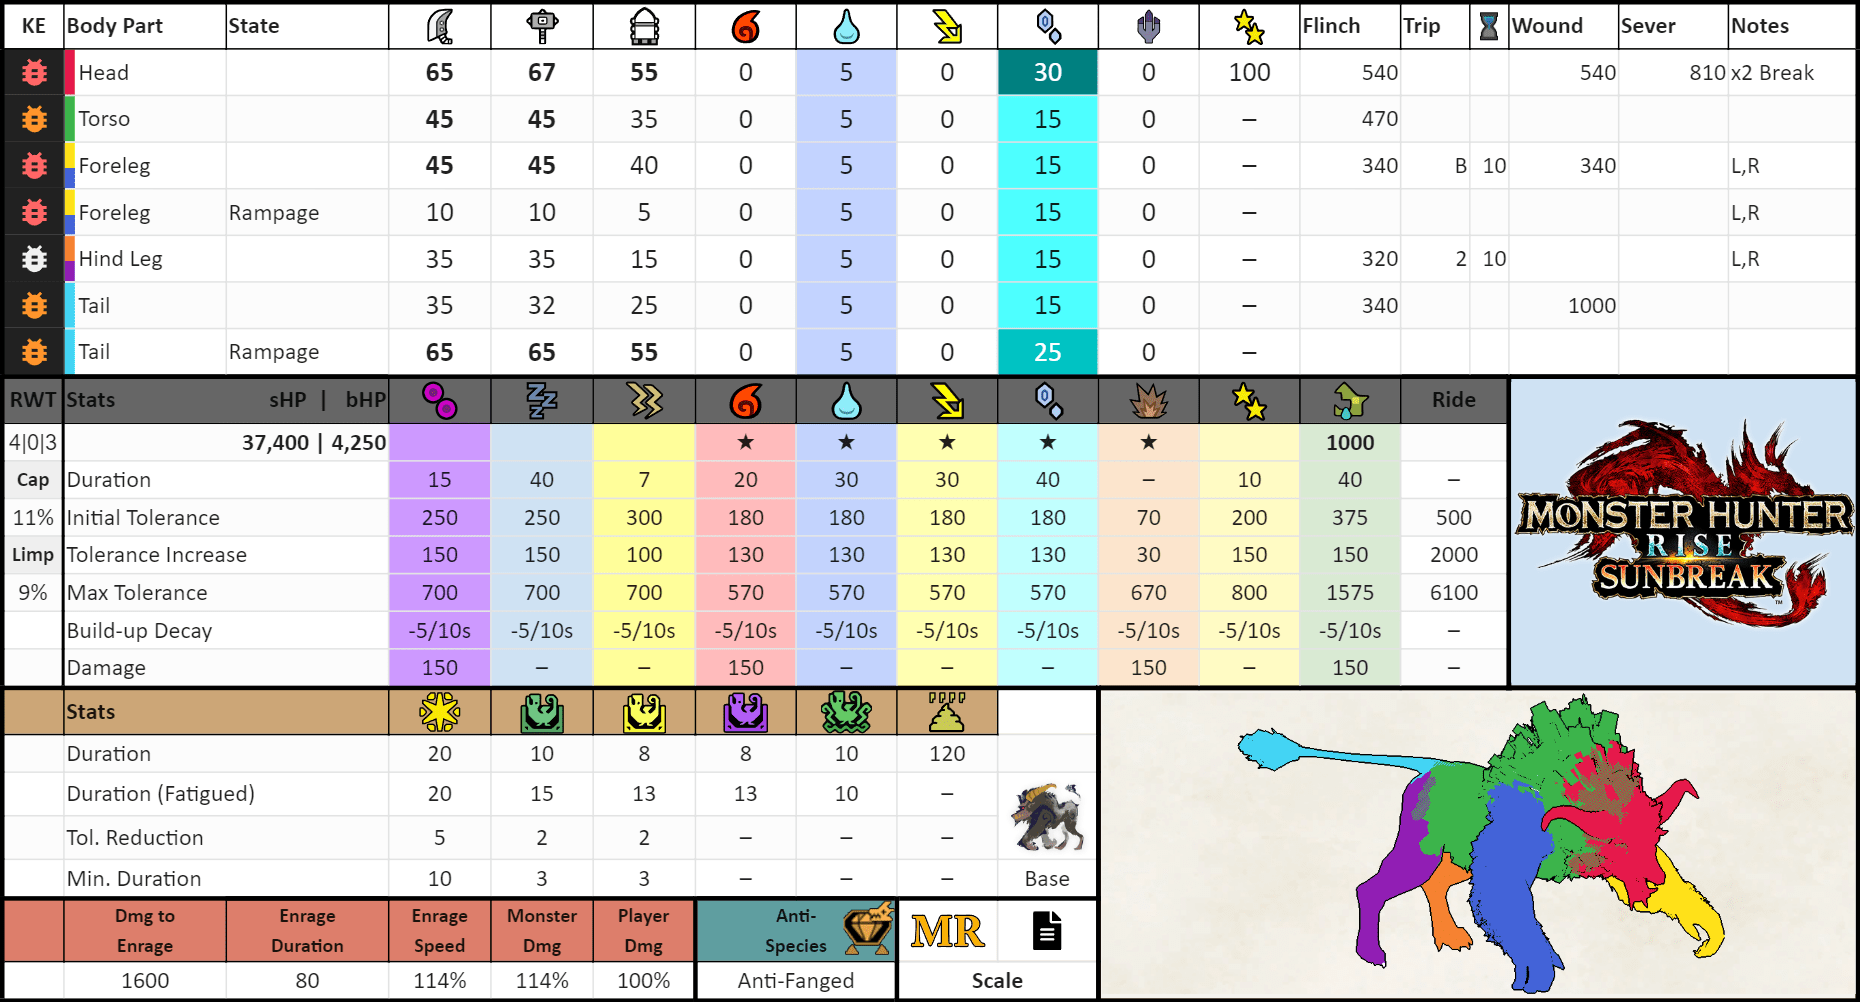 KE Body Part State Flinch Trip Wound Sever Notes
Head 65 67 55 0 5 0 30 0 100 540 540 810 x2 Break
Torso 45 45 35 0 5 0 15 0 – 470
Foreleg 45 45 40 0 5 0 15 0 – 340 B 10 340 L,R
Foreleg Rampage 10 10 5 0 5 0 15 0 – L,R
Hind Leg 35 35 15 0 5 0 15 0 – 320 2 10 L,R
Tail 35 32 25 0 5 0 15 0 – 340 1000
Tail Rampage 65 65 55 0 5 0 25 0 –
RWT Stats sHP | bHP Ride
4|0|3 37,400 | 4,250 ★ ★ ★ ★ ★ 1000
Cap Duration 15 40 7 20 30 30 40 – 10 40 –
11% Initial Tolerance 250 250 300 180 180 180 180 70 200 375 500
Limp Tolerance Increase 150 150 100 130 130 130 130 30 150 150 2000
9% Max Tolerance 700 700 700 570 570 570 570 670 800 1575 6100
Build-up Decay -5/10s -5/10s -5/10s -5/10s -5/10s -5/10s -5/10s -5/10s -5/10s -5/10s –
Damage 150 – – 150 – – – 150 – 150 –
MONSTER HUNTER
RISE
SUNBREAK
™
Stats
Duration 20 10 8 8 10 120
Duration (Fatigued) 20 15 13 13 10 –
Tol. Reduction 5 2 2 – – –
Min. Duration 10 3 3 – – – Base
Dmg to Enrage Enrage Monster Player Anti-
Enrage Duration Speed Dmg Dmg Species MR
1600 80 114% 114% 100% Anti-Fanged Scale